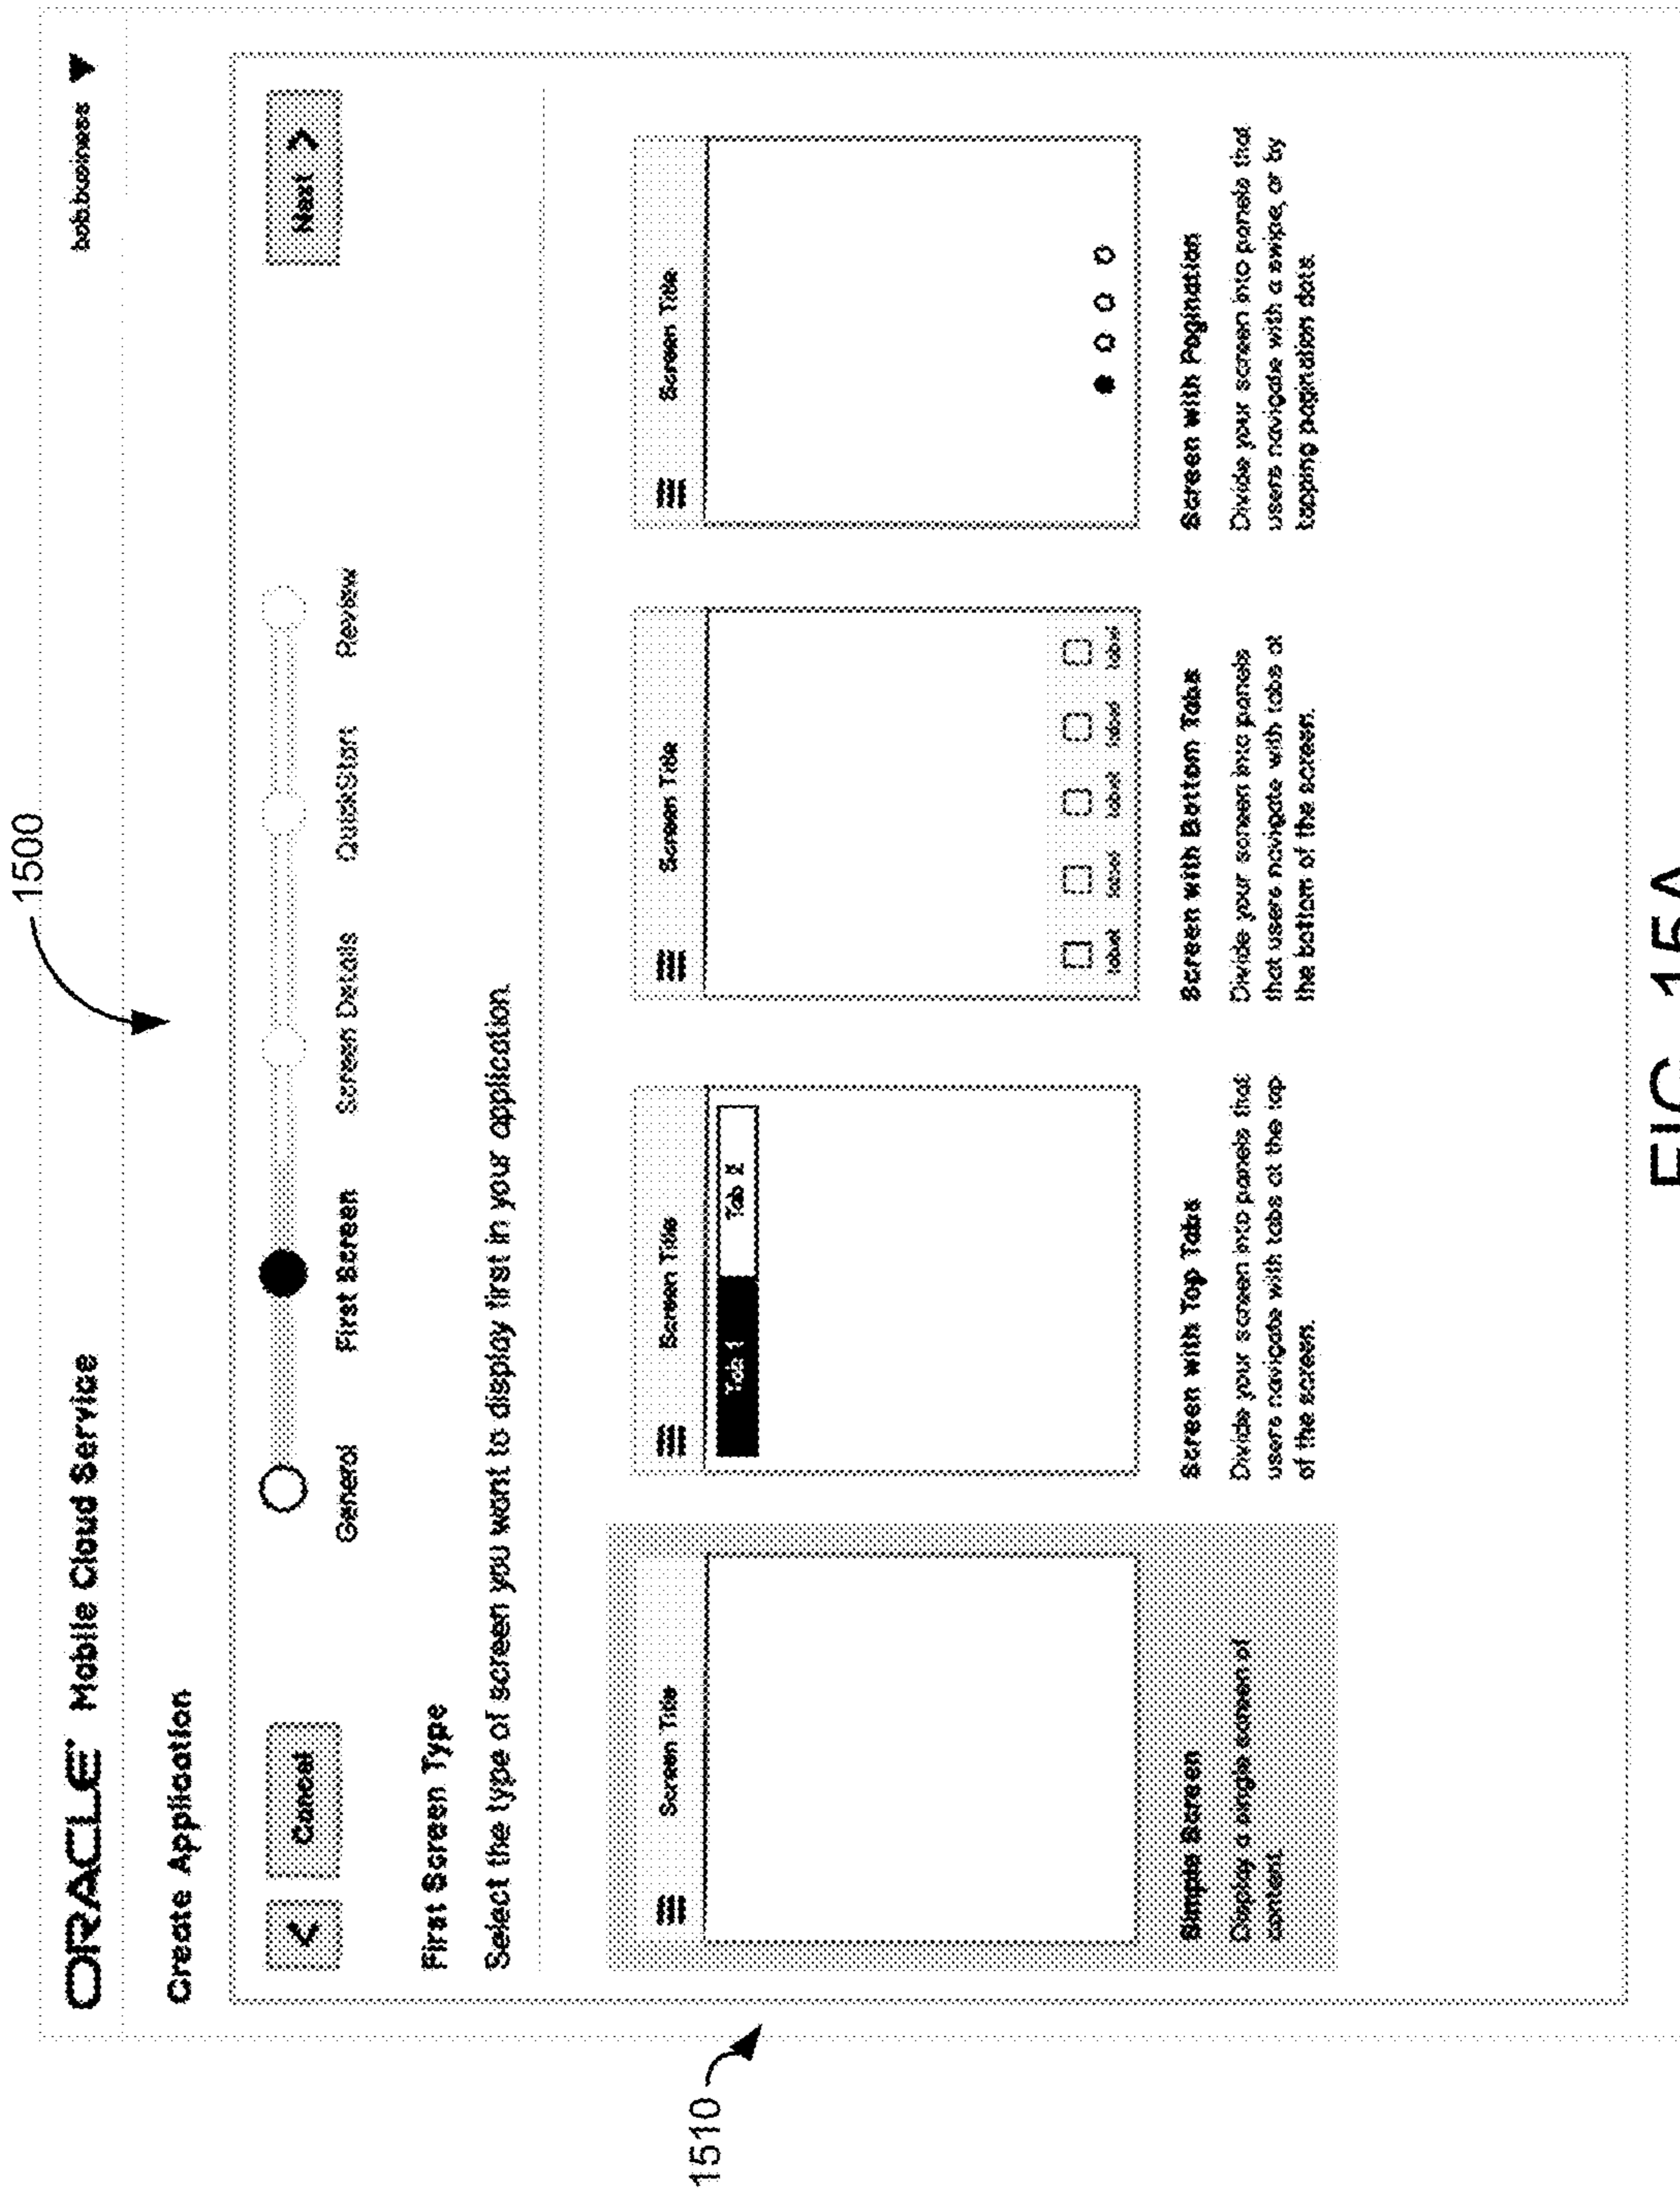 1500
ORACLE Mobile Cloud Service
bobbusiness
Create Application
< Cancel
Next >
General
First Screen
Screen Details
QuickStart
Review
First Screen Type
Select the type of screen you want to display first in your application.
1510
Screen Title
Simple Screen
Display a single screen of
content
Screen Title
Tab 1
Tab 2
Screen with Top Tabs
Divide your screen into panels that
users navigate with tabs at the top
of the screen.
Screen Title
label
label
label
label
label
Screen with Bottom Tabs
Divide your screen into panels
that users navigate with tabs at
the bottom of the screen.
Screen Title
Screen with Pagination
Divide your screen into panels that
users navigate with a swipe, or by
tapping pagination dots.
FIG. 15A